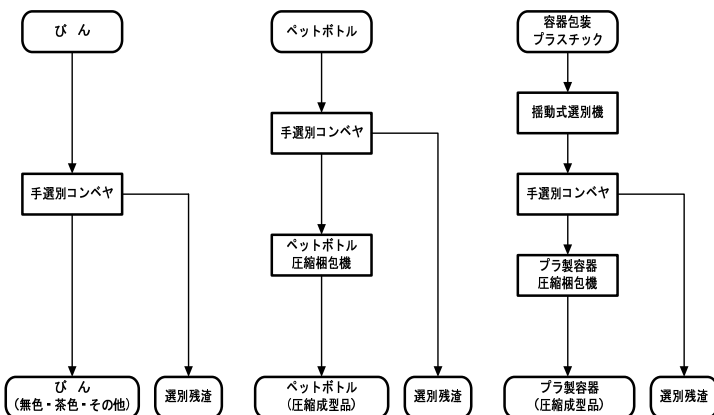 び ん
手選別コンベヤ
び ん
(無色・茶色・その他)
選別残渣
ペットボトル
手選別コンベヤ
ペットボトル
圧縮梱包機
ペットボトル
(圧縮成型品)
選別残渣
容器包装
プラスチック
揺動式選別機
手選別コンベヤ
プラ製容器
圧縮梱包機
プラ製容器
(圧縮成型品)
選別残渣